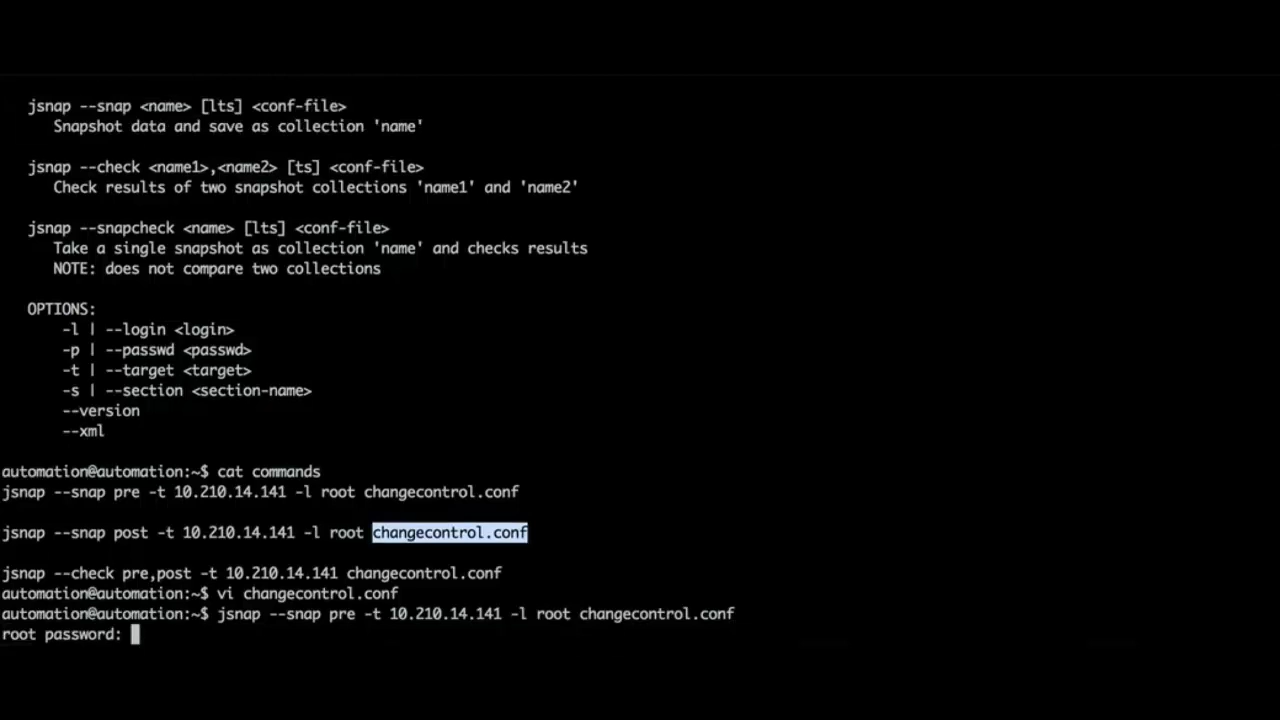 jsnap --snap <name> [lts] <conf-file>
Snapshot data and save as collection 'name'
jsnap --check <name1>,<name2> [ts] <conf-file>
Check results of two snapshot collections 'name1' and 'name2'
jsnap --snapcheck <name> [lts] <conf-file>
Take a single snapshot as collection 'name' and checks results
NOTE: does not compare two collections
OPTIONS:
-l | --login <login>
-p | --passwd <passwd>
-t | --target <target>
-s | --section <section-name>
--version
--xml
automation@automation:~$ cat commands
jsnap --snap pre -t 10.210.14.141 -l root changecontrol.conf
jsnap --snap post -t 10.210.14.141 -l root changecontrol.conf
jsnap --check pre,post -t 10.210.14.141 changecontrol.conf
automation@automation:~$ vi changecontrol.conf
automation@automation:~$ jsnap --snap pre -t 10.210.14.141 -l root changecontrol.conf
root password: